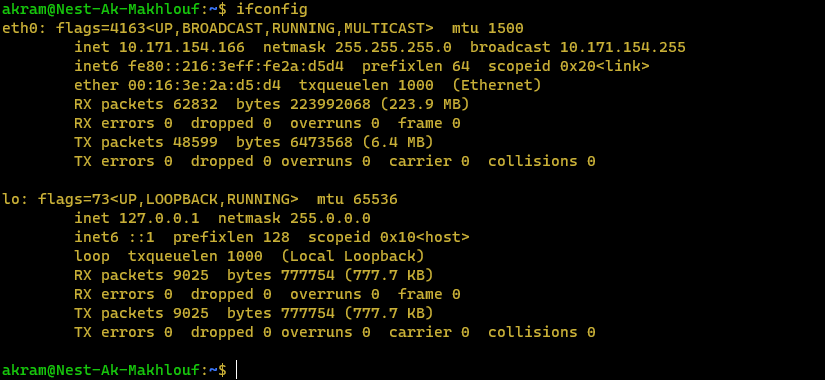 akram@Nest-Ak-Makhlouf:~$ ifconfig
eth0: flags=4163<UP,BROADCAST,RUNNING,MULTICAST>  mtu 1500
        inet 10.171.154.166  netmask 255.255.255.0  broadcast 10.171.154.255
        inet6 fe80::216:3eff:fe2a:d5d4  prefixlen 64  scopeid 0x20<link>
        ether 00:16:3e:2a:d5:d4  txqueuelen 1000  (Ethernet)
        RX packets 62832  bytes 223992068 (223.9 MB)
        RX errors 0  dropped 0  overruns 0  frame 0
        TX packets 48599  bytes 6473568 (6.4 MB)
        TX errors 0  dropped 0 overruns 0  carrier 0  collisions 0

lo: flags=73<UP,LOOPBACK,RUNNING>  mtu 65536
        inet 127.0.0.1  netmask 255.0.0.0
        inet6 ::1  prefixlen 128  scopeid 0x10<host>
        loop  txqueuelen 1000  (Local Loopback)
        RX packets 9025  bytes 777754 (777.7 KB)
        RX errors 0  dropped 0  overruns 0  frame 0
        TX packets 9025  bytes 777754 (777.7 KB)
        TX errors 0  dropped 0 overruns 0  carrier 0  collisions 0

akram@Nest-Ak-Makhlouf:~$